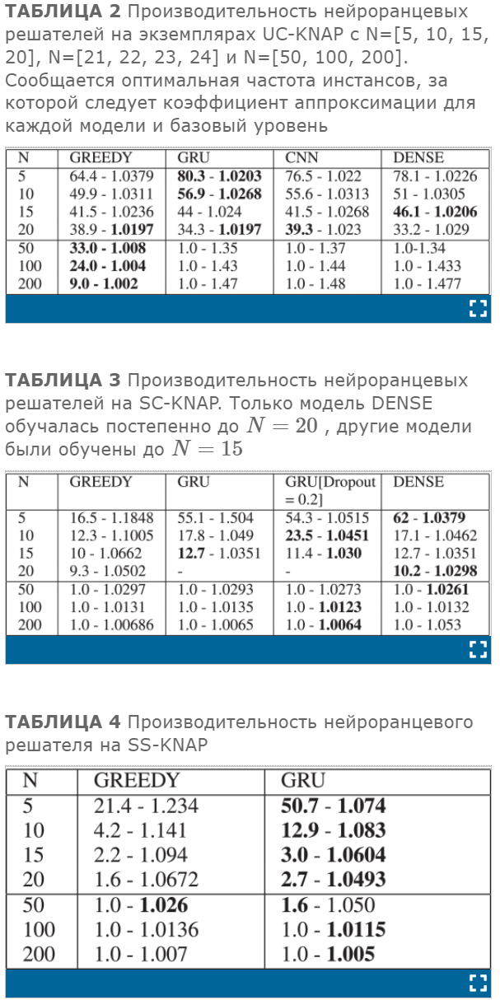 ТАБЛИЦА 2 Производительность нейроранцевых
решателей на экземплярах UC-KNAP с N=[5, 10, 15,
20], N=[21, 22, 23, 24] и N=[50, 100, 200].
Сообщается оптимальная частота инстансов, за
которой следует коэффициент аппроксимации для
каждой модели и базовый уровень
N GREEDY GRU CNN DENSE
5 64.4 - 1.0379 80.3 - 1.0203 76.5 - 1.022 78.1 - 1.0226
10 49.9 - 1.0311 56.9 - 1.0268 55.6 - 1.0313 51 - 1.0305
15 41.5 - 1.0236 44 - 1.024 41.5 - 1.0268 46.1 - 1.0206
20 38.9 - 1.0197 34.3 - 1.0197 39.3 - 1.023 33.2 - 1.029
50 33.0 - 1.008 1.0 - 1.35 1.0 - 1.37 1.0-1.34
100 24.0 - 1.004 1.0 - 1.43 1.0 - 1.44 1.0 - 1.433
200 9.0 - 1.002 1.0 - 1.47 1.0 - 1.48 1.0 - 1.477
ТАБЛИЦА 3 Производительность нейроранцевых
решателей на SC-KNAP. Только модель DENSE
обучалась постепенно до N = 20 , другие модели
были обучены до N = 15
N GREEDY GRU GRU[Dropout DENSE
= 0.2]
5 16.5 - 1.1848 55.1 - 1.504 54.3 - 1.0515 62 - 1.0379
10 12.3 - 1.1005 17.8 - 1.049 23.5 - 1.0451 17.1 - 1.0462
15 10 - 1.0662 12.7 - 1.0351 11.4 - 1.030 12.7 - 1.0351
20 9.3 - 1.0502 - - 10.2 - 1.0298
50 1.0 - 1.0297 1.0 - 1.0293 1.0 - 1.0273 1.0 - 1.0261
100 1.0 - 1.0131 1.0 - 1.0135 1.0 - 1.0123 1.0 - 1.0132
200 1.0 - 1.00686 1.0 - 1.0065 1.0 - 1.0064 1.0 - 1.053
ТАБЛИЦА 4 Производительность нейроранцевого
решателя на SS-KNAP
N GREEDY GRU
5 21.4 - 1.234 50.7 - 1.074
10 4.2 - 1.141 12.9 - 1.083
15 2.2 - 1.094 3.0 - 1.0604
20 1.6 - 1.0672 2.7 - 1.0493
50 1.0 - 1.026 1.6 - 1.050
100 1.0 - 1.0136 1.0 - 1.0115
200 1.0 - 1.007 1.0 - 1.005